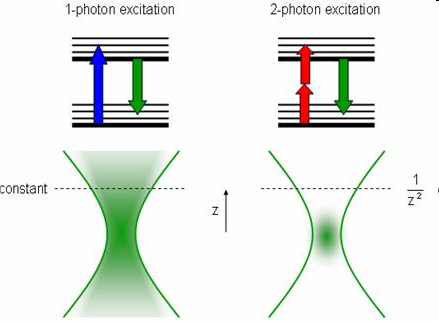 1-photon excitation
2-photon excitation
constant
z
1
z²